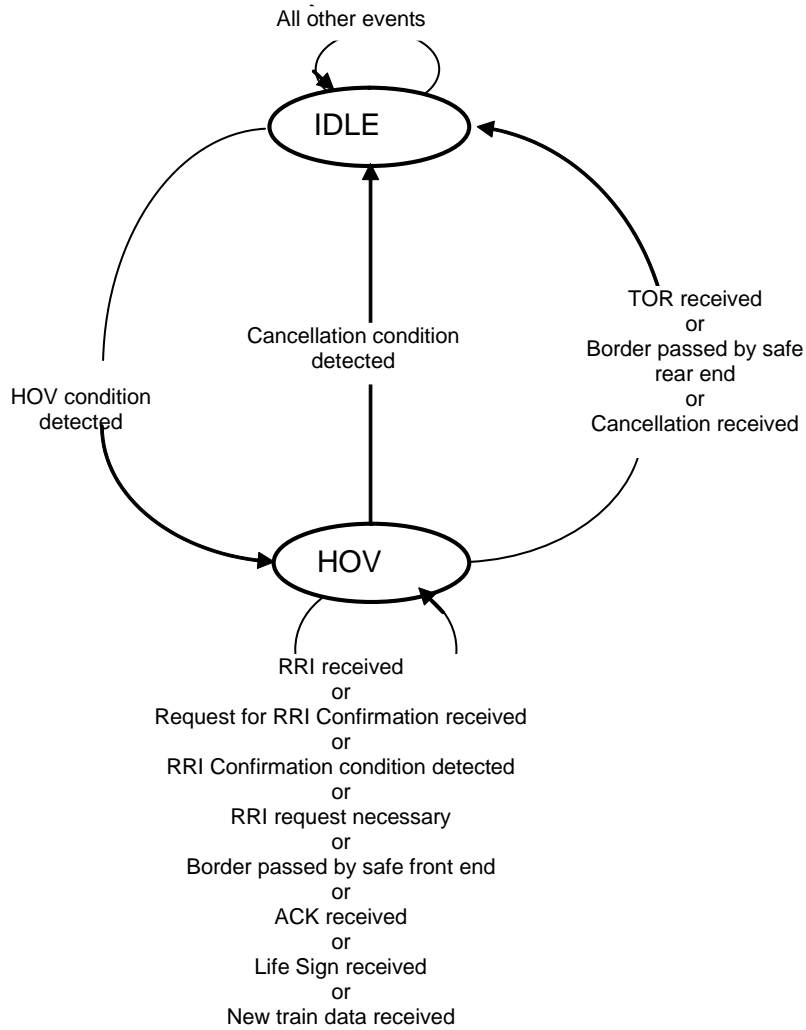 All other events
IDLE
TOR received
or
Border passed by safe
rear end
or
Cancellation received
Cancellation condition
detected
HOV condition
detected
HOV
RRI received
or
Request for RRI Confirmation received
or
RRI Confirmation condition detected
or
RRI request necessary
or
Border passed by safe front end
or
ACK received
or
Life Sign received
or
New train data received